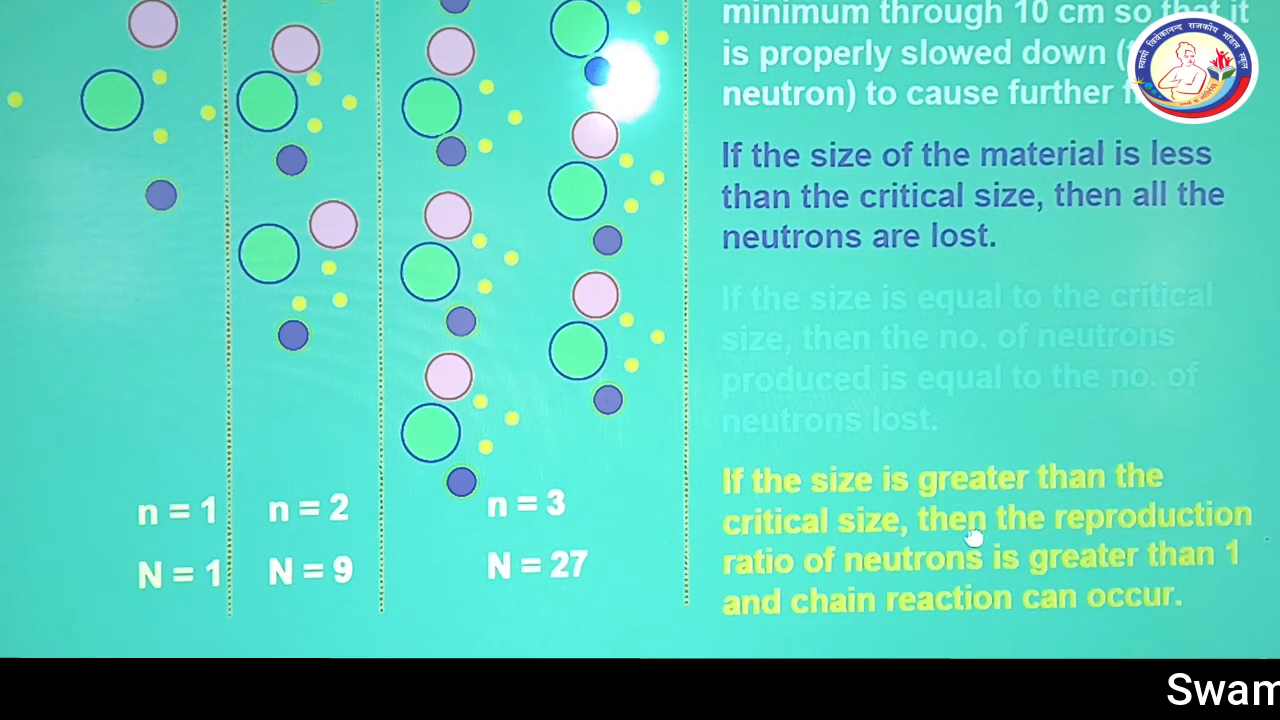 minimum through 10 cm so that it
is properly slowed down
neutron) to cause further
If the size of the material is less
than the critical size, then all the
neutrons are lost.
If the size is equal to the critical
size, then the no. of neutrons
produced is equal to the no. of
neutrons lost.
If the size is greater than the
critical size, then the reproduction
ratio of neutrons is greater than 1
and chain reaction can occur.
n = 1
n = 2
n = 3
N = 1
N = 9
N = 27
स्वामी विवेकानन्द राजकीय मॉडल स्कूल
Swam